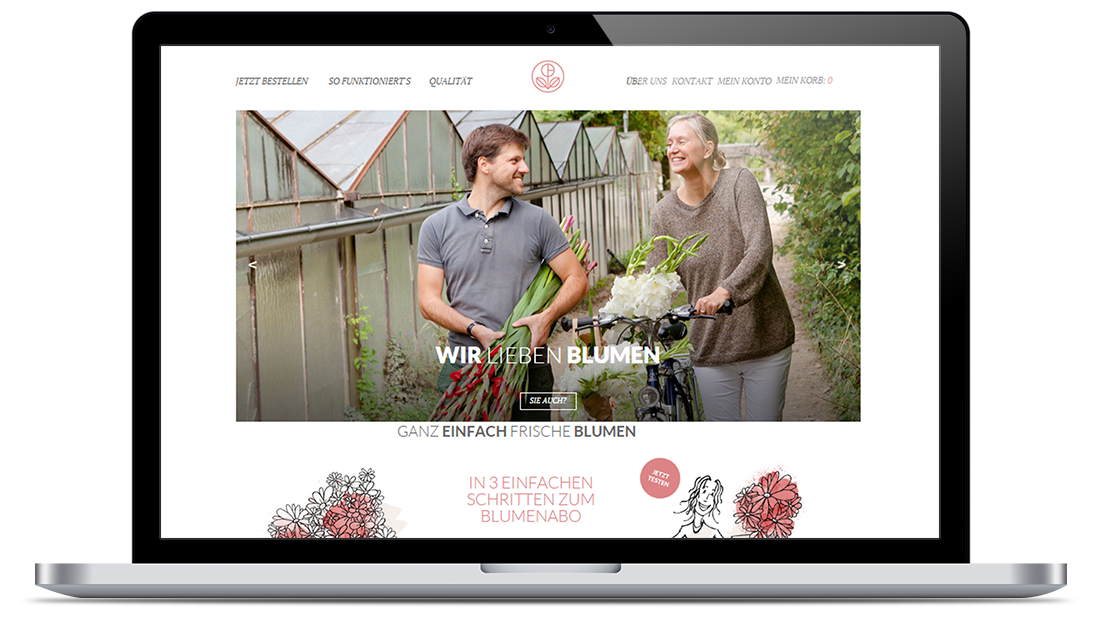 JETZT BESTELLEN SO FUNKTIONIERT'S QUALITÄT ÜBER UNS KONTAKT MEIN KONTO MEIN KORB: 0
WIR LIEBEN BLUMEN
SIE AUCH?
GANZ EINFACH FRISCHE BLUMEN
IN 3 EINFACHEN
SCHRITTEN ZUM
BLUMENABO
JETZT
TESTEN